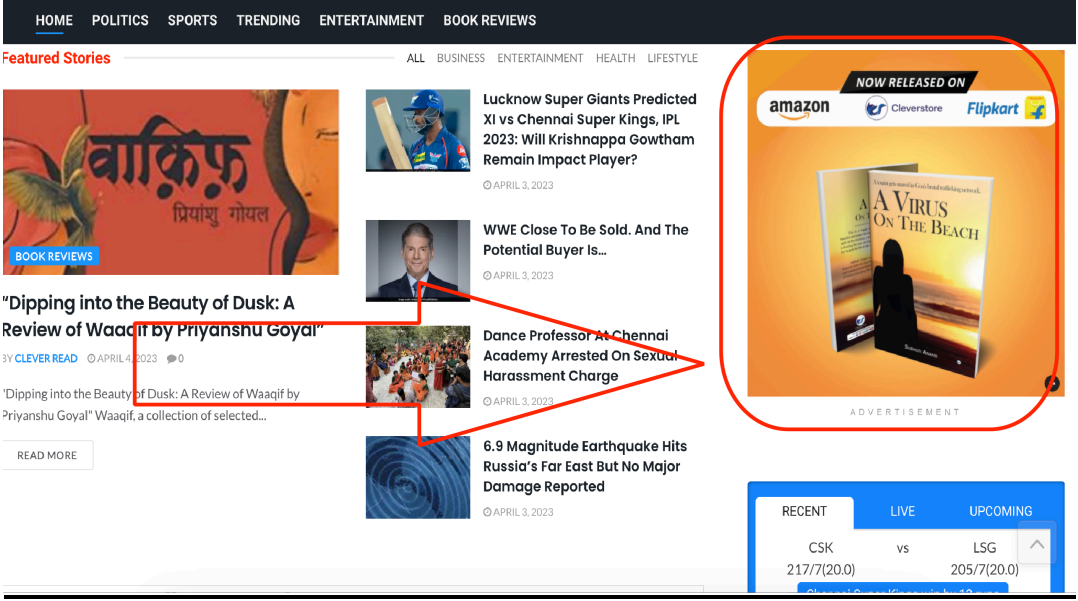 HOME POLITICS SPORTS TRENDING ENTERTAINMENT BOOK REVIEWS
Featured Stories
ALL BUSINESS ENTERTAINMENT HEALTH LIFESTYLE
वाक़िफ़
प्रियांशु गोयल
BOOK REVIEWS
"Dipping into the Beauty of Dusk: A
Review of Waaqif by Priyanshu Goyal"
BY CLEVER READ APRIL 4, 2023 0
"Dipping into the Beauty of Dusk: A Review of Waaqif by
Priyanshu Goyal" Waaqif, a collection of selected...
READ MORE
Lucknow Super Giants Predicted
XI vs Chennai Super Kings, IPL
2023: Will Krishnappa Gowtham
Remain Impact Player?
APRIL 3, 2023
WWE Close To Be Sold. And The
Potential Buyer Is...
APRIL 3, 2023
Dance Professor At Chennai
Academy Arrested On Sexual
Harassment Charge
APRIL 3, 2023
6.9 Magnitude Earthquake Hits
Russia's Far East But No Major
Damage Reported
APRIL 3, 2023
NOW RELEASED ON
amazon Cleverstore Flipkart
A VIRUS
ON THE BEACH
ADVERTISEMENT
RECENT LIVE UPCOMING
CSK vs LSG
217/7(20.0) 205/7(20.0)
Chennai Super Kings win by 12 runs